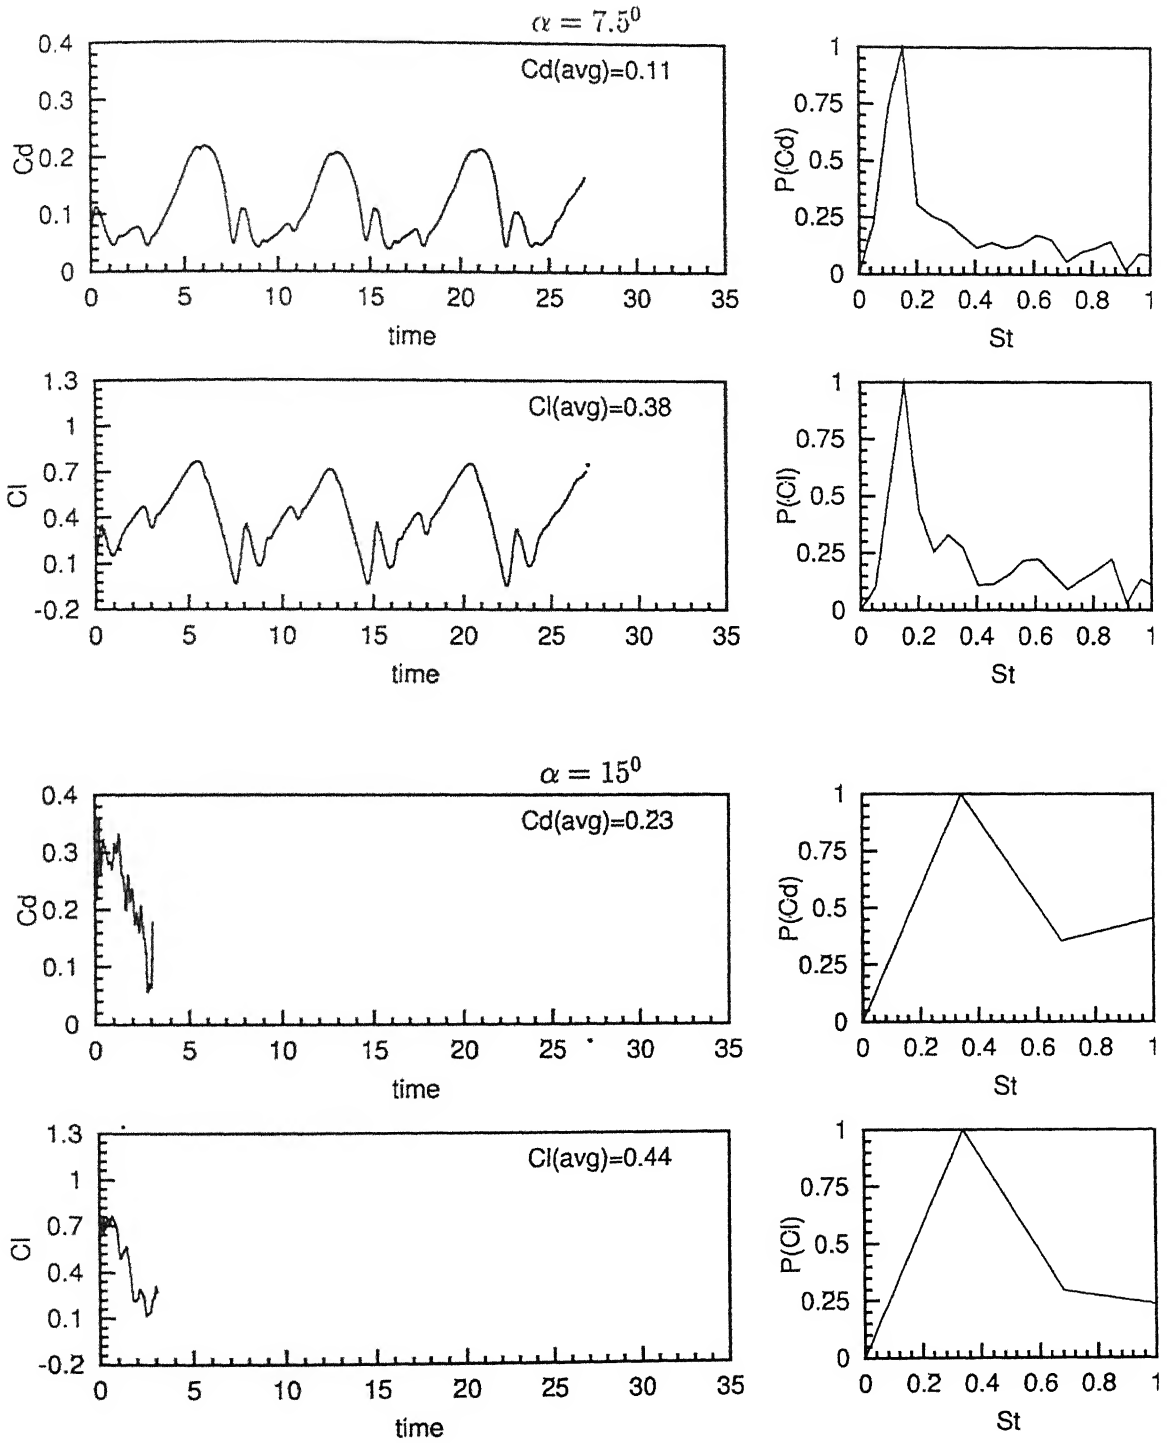 α = 7.5⁰
Cd(avg)=0.11
Cd
0.4
0.3
0.2
0.1
0
0 5 10 15 20 25 30 35
time
P(Cd)
1
0.75
0.5
0.25
0
0 0.2 0.4 0.6 0.8 1
St
Cl(avg)=0.38
Cl
1.3
1
0.7
0.4
0.1
-0.2
0 5 10 15 20 25 30 35
time
P(Cl)
1
0.75
0.5
0.25
0
0 0.2 0.4 0.6 0.8 1
St
α = 15⁰
Cd(avg)=0.23
Cd
0.4
0.3
0.2
0.1
0
0 5 10 15 20 25 30 35
time
P(Cd)
1
0.75
0.5
0.25
0
0 0.2 0.4 0.6 0.8 1
St
Cl(avg)=0.44
Cl
1.3
1
0.7
0.4
0.1
-0.2
0 5 10 15 20 25 30 35
time
P(Cl)
1
0.75
0.5
0.25
0
0 0.2 0.4 0.6 0.8 1
St